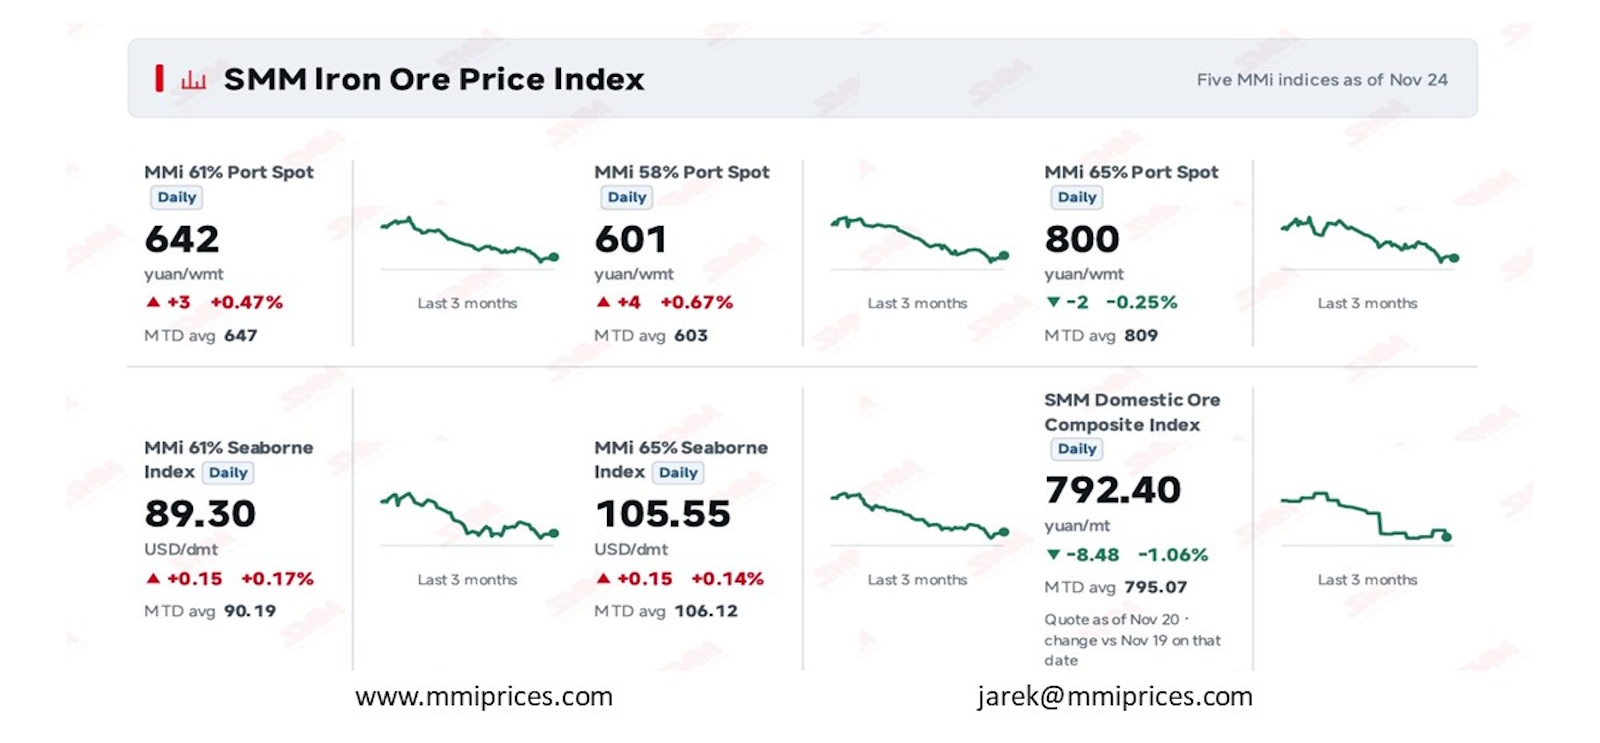 SMM Iron Ore Price Index
Five MMi indices as of Nov 24
MMi 61% Port Spot
Daily
642
yuan/wmt
▲ +3 +0.47%
MTD avg 647
Last 3 months
MMi 58% Port Spot
Daily
601
yuan/wmt
▲ +4 +0.67%
MTD avg 603
Last 3 months
MMi 65% Port Spot
Daily
800
yuan/wmt
▼ -2 -0.25%
MTD avg 809
Last 3 months
MMi 61% Seaborne
Index Daily
89.30
USD/dmt
▲ +0.15 +0.17%
MTD avg 90.19
Last 3 months
MMi 65% Seaborne
Index Daily
105.55
USD/dmt
▲ +0.15 +0.14%
MTD avg 106.12
Last 3 months
SMM Domestic Ore
Composite Index
Daily
792.40
yuan/mt
▼ -8.48 -1.06%
MTD avg 795.07
Quote as of Nov 20 ·
change vs Nov 19 on that
date
Last 3 months
www.mmiprices.com
jarek@mmiprices.com